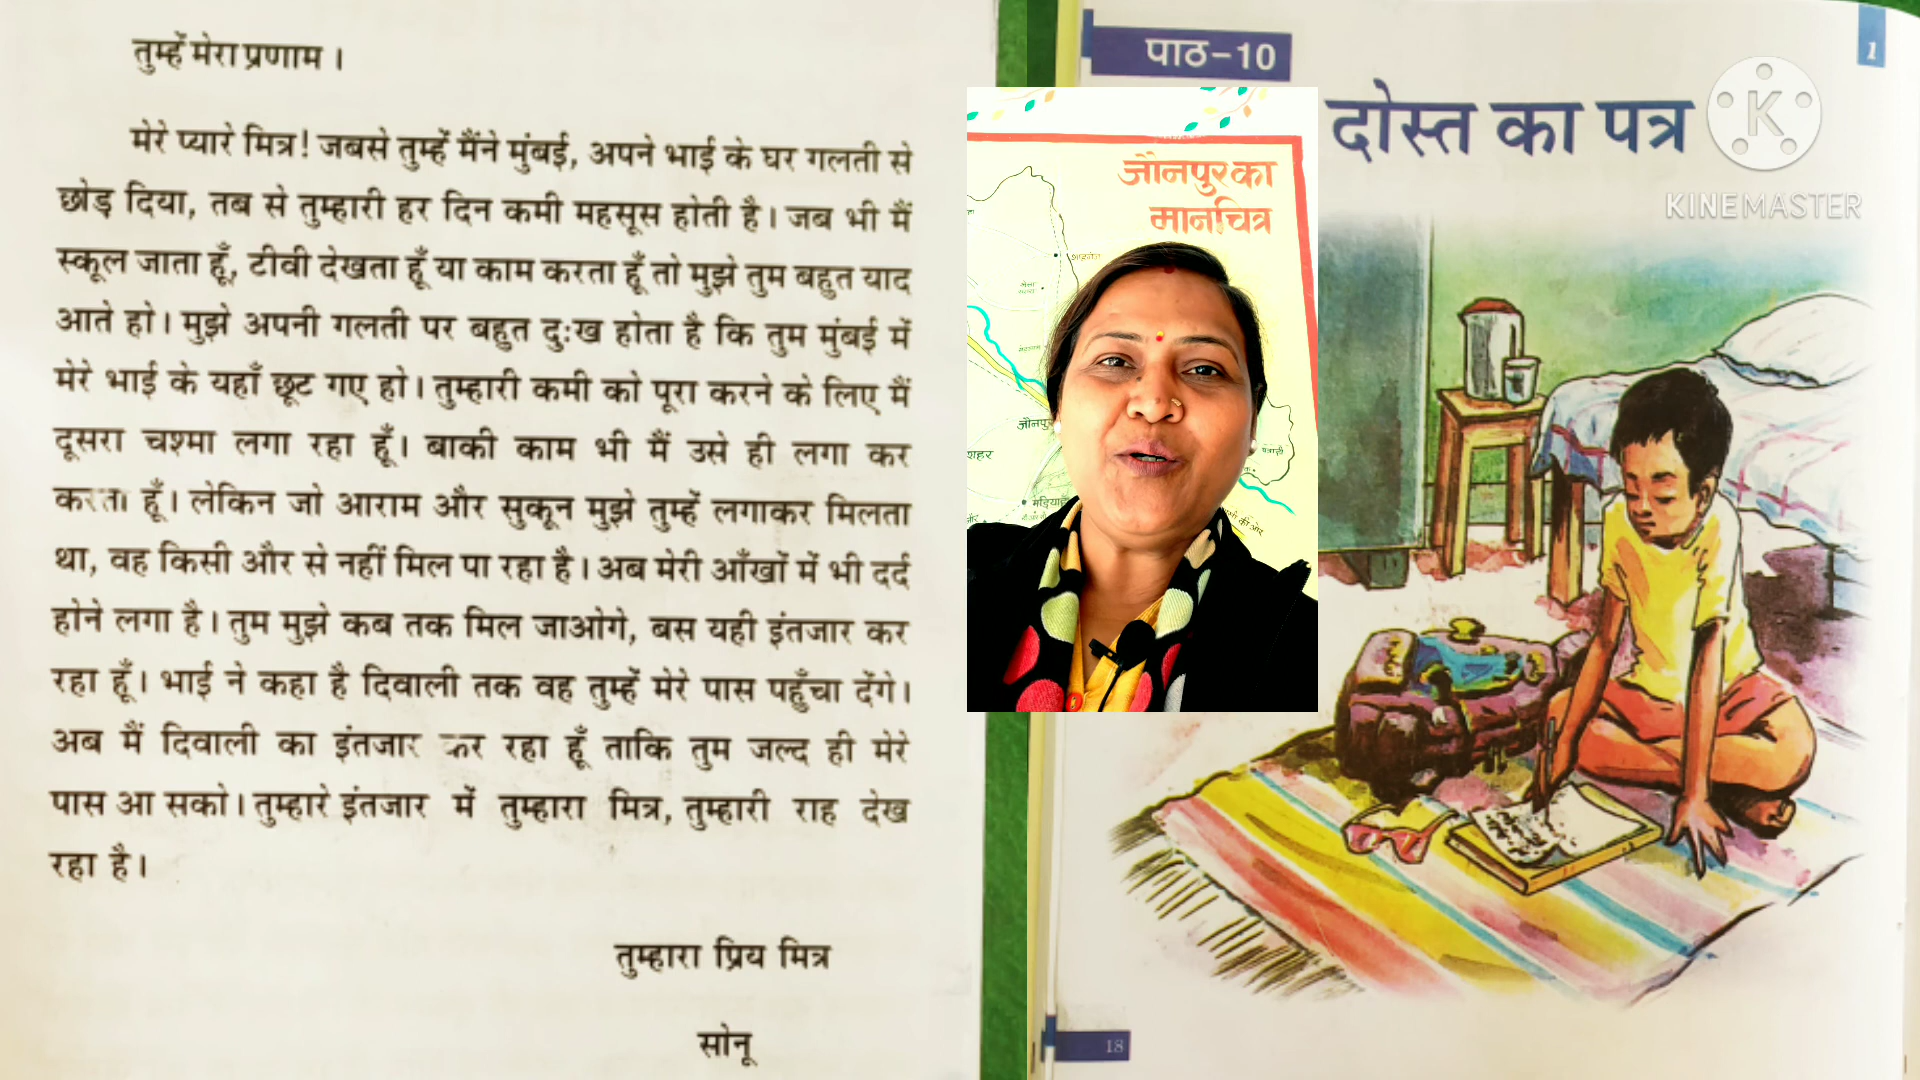 तुम्हें मेरा प्रणाम ।
मेरे प्यारे मित्र! जबसे तुम्हें मैंने मुंबई, अपने भाई के घर गलती से
छोड़ दिया, तब से तुम्हारी हर दिन कमी महसूस होती है। जब भी मैं
स्कूल जाता हूँ, टीवी देखता हूँ या काम करता हूँ तो मुझे तुम बहुत याद
आते हो। मुझे अपनी गलती पर बहुत दुःख होता है कि तुम मुंबई में
मेरे भाई के यहाँ छूट गए हो। तुम्हारी कमी को पूरा करने के लिए मैं
दूसरा चश्मा लगा रहा हूँ। बाकी काम भी मैं उसे ही लगा कर
करता हूँ। लेकिन जो आराम और सुकून मुझे तुम्हें लगाकर मिलता
था, वह किसी और से नहीं मिल पा रहा है। अब मेरी आँखों में भी दर्द
होने लगा है। तुम मुझे कब तक मिल जाओगे, बस यही इंतजार कर
रहा हूँ। भाई ने कहा है दिवाली तक वह तुम्हें मेरे पास पहुँचा देंगे।
अब मैं दिवाली का इंतजार कर रहा हूँ ताकि तुम जल्द ही मेरे
पास आ सको। तुम्हारे इंतजार में तुम्हारा मित्र, तुम्हारी राह देख
रहा है।
तुम्हारा प्रिय मित्र
सोनू
पाठ-10
1
दोस्त का पत्र
K
KINEMASTER
जौनपुर का
मानचित्र
जौनपुर
शहर
18